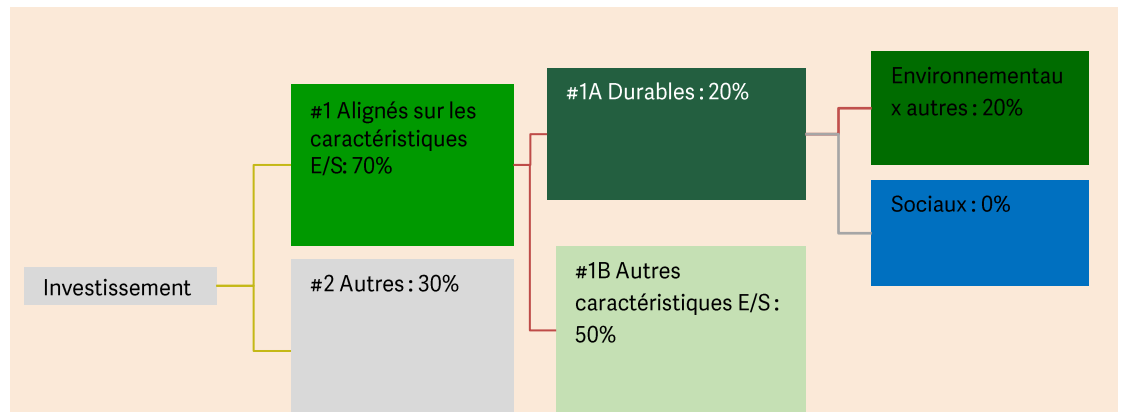 Investissement
#1 Alignés sur les
caractéristiques
E/S: 70%
#2 Autres : 30%
#1A Durables : 20%
#1B Autres
caractéristiques E/S :
50%
Environnementau
x autres : 20%
Sociaux : 0%